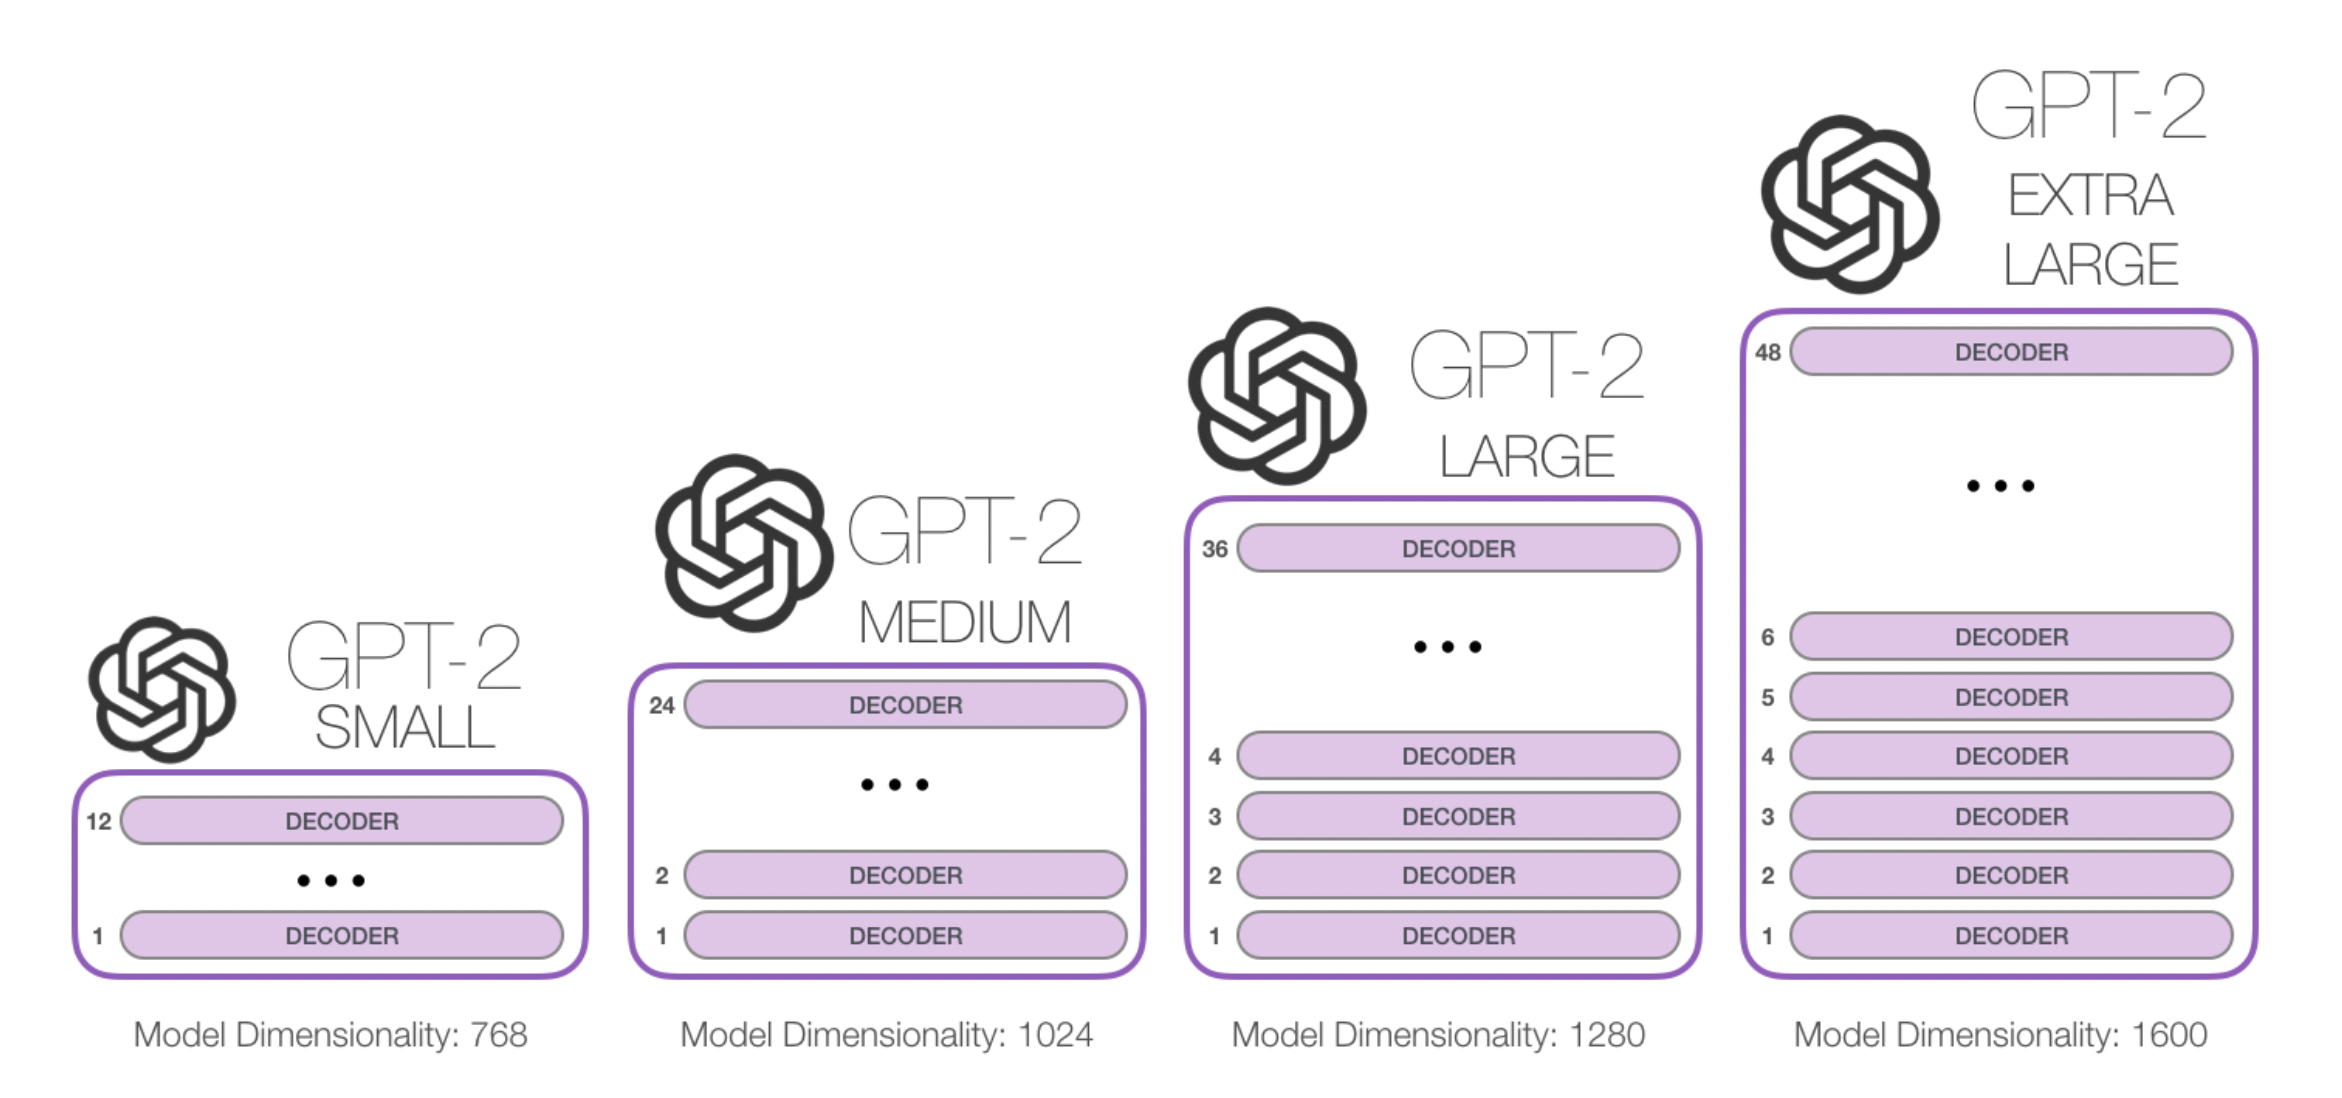 GPT-2
SMALL
12 DECODER
...
1 DECODER
Model Dimensionality: 768
GPT-2
MEDIUM
24 DECODER
...
2 DECODER
1 DECODER
Model Dimensionality: 1024
GPT-2
LARGE
36 DECODER
...
4 DECODER
3 DECODER
2 DECODER
1 DECODER
Model Dimensionality: 1280
GPT-2
EXTRA
LARGE
48 DECODER
...
6 DECODER
5 DECODER
4 DECODER
3 DECODER
2 DECODER
1 DECODER
Model Dimensionality: 1600